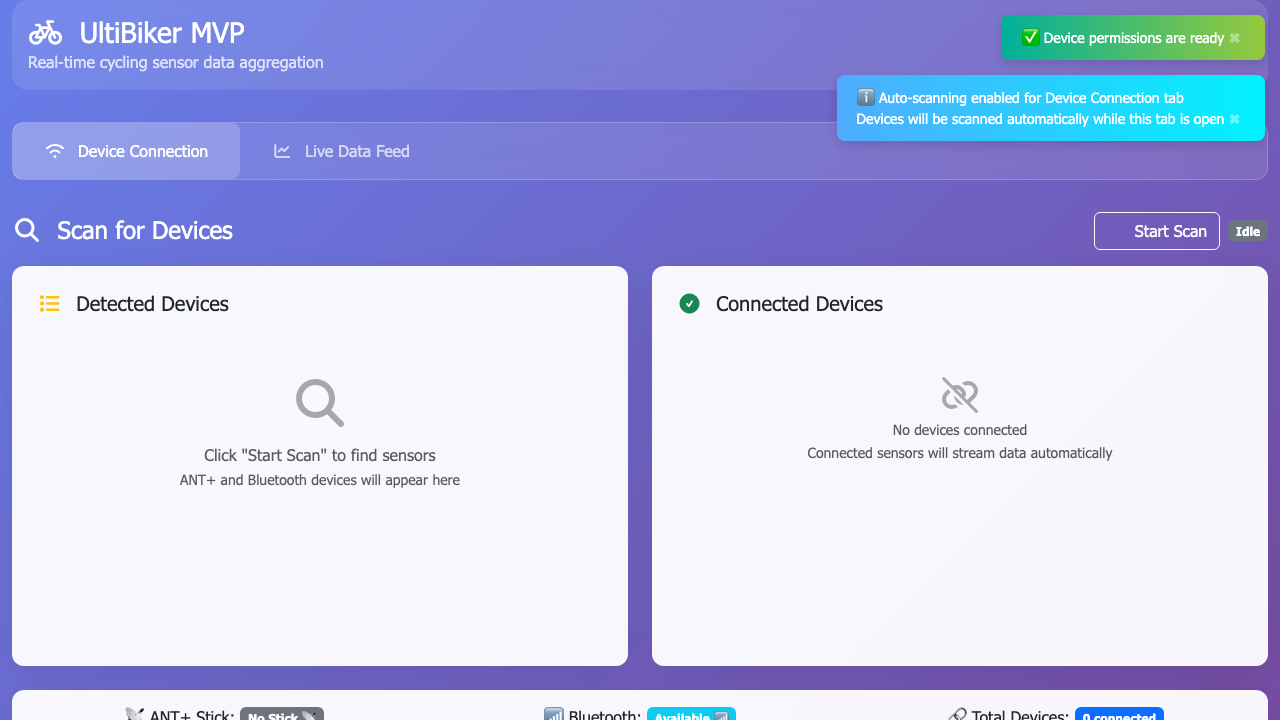 UltiBiker MVP
Real-time cycling sensor data aggregation
✅ Device permissions are ready ✖
ℹ️ Auto-scanning enabled for Device Connection tab
Devices will be scanned automatically while this tab is open ✖
Device Connection
Live Data Feed
Scan for Devices
Start Scan
Idle
Detected Devices
Click "Start Scan" to find sensors
ANT+ and Bluetooth devices will appear here
Connected Devices
No devices connected
Connected sensors will stream data automatically
ANT+ Stick: No Stick
Bluetooth: Available
Total Devices: 0 connected